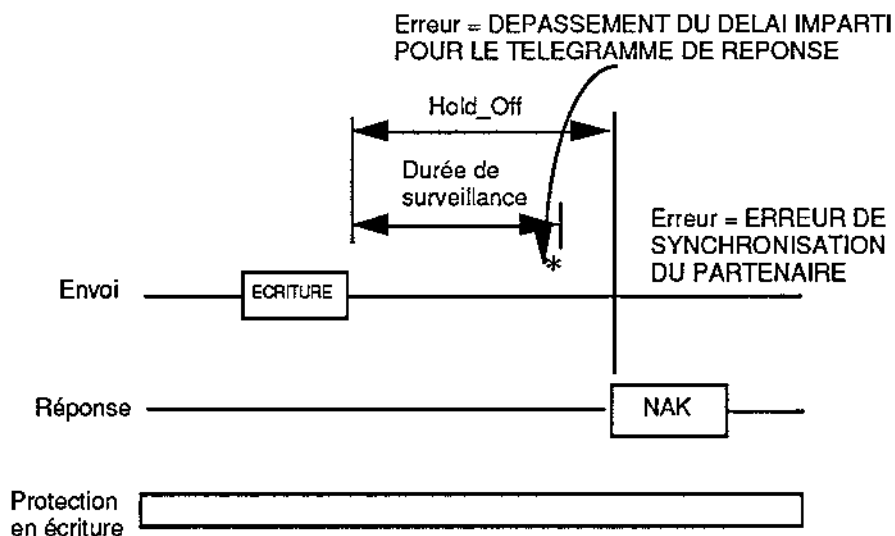 Erreur = DEPASSEMENT DU DELAI IMPARTI
POUR LE TELEGRAMME DE REPONSE
Hold_Off
Durée de
surveillance
Erreur = ERREUR DE
SYNCHRONISATION
DU PARTENAIRE
*
Envoi
ECRITURE
Réponse
NAK
Protection
en écriture